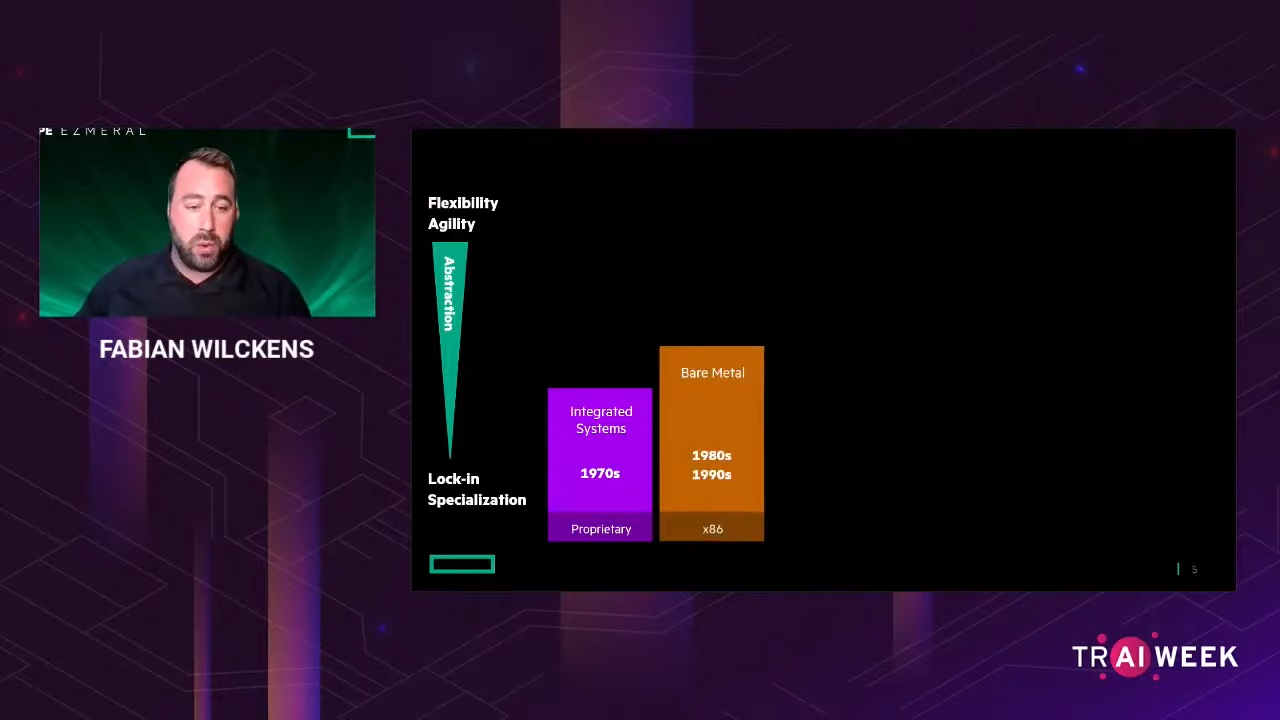 EZMERAL
FABIAN WILCKENS
Flexibility
Agility
Abstraction
Lock-in
Specialization
Integrated
Systems
1970s
Proprietary
Bare Metal
1980s
1990s
x86
5
TRAIWEEK